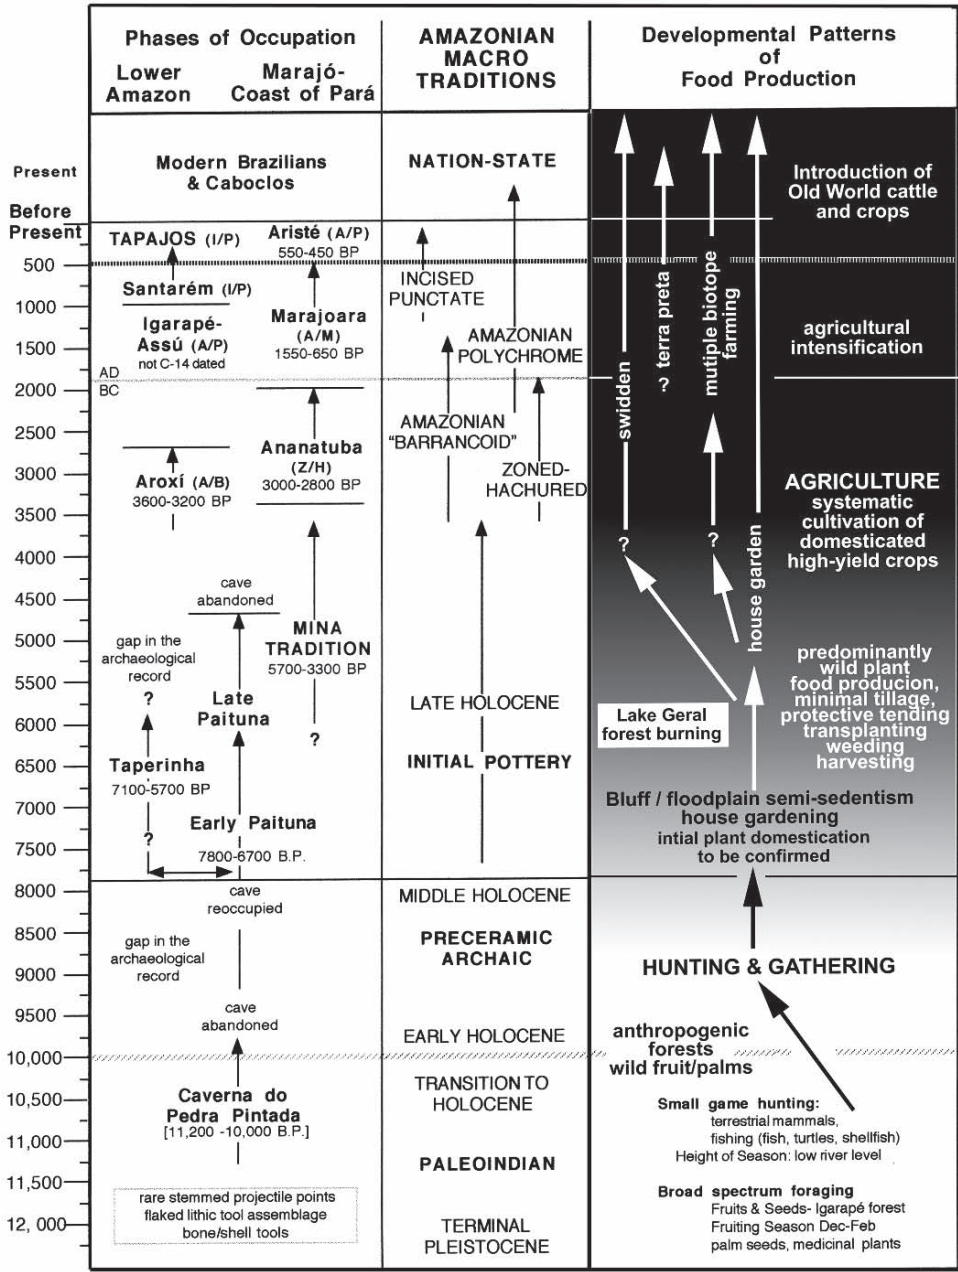 Phases of Occupation
Lower
Amazon
Marajó-
Coast of Pará
AMAZONIAN
MACRO
TRADITIONS
Developmental Patterns
of
Food Production
Present
Before
Present
500
1000
1500
2000
2500
3000
3500
4000
4500
5000
5500
6000
6500
7000
7500
8000
8500
9000
9500
10,000
10,500
11,000
11,500
12, 000
AD
BC
Modern Brazilians
& Caboclos
TAPAJOS (I/P)
Santarém (I/P)
Igarapé-
Assú (A/P)
not C-14 dated
Aroxí (A/B)
3600-3200 BP
cave
abandoned
gap in the
archaeological
record
?
Late
Paituna
Taperinha
7100-5700 BP
?
Early Paituna
7800-6700 B.P.
cave
reoccupied
gap in the
archaeological
record
cave
abandoned
Caverna do
Pedra Pintada
[11,200 -10,000 B.P.]
rare stemmed projectile points
flaked lithic tool assemblage
bone/shell tools
Aristé (A/P)
550-450 BP
Marajoara
(A/M)
1550-650 BP
Ananatuba
(Z/H)
3000-2800 BP
MINA
TRADITION
5700-3300 BP
?
NATION-STATE
INCISED
PUNCTATE
AMAZONIAN
POLYCHROME
AMAZONIAN
"BARRANCOID"
ZONED-
HACHURED
LATE HOLOCENE
INITIAL POTTERY
MIDDLE HOLOCENE
PRECERAMIC
ARCHAIC
EARLY HOLOCENE
TRANSITION TO
HOLOCENE
PALEOINDIAN
TERMINAL
PLEISTOCENE
swidden
?
? terra preta
mutiple biotope
farming
?
house garden
Introduction of
Old World cattle
and crops
agricultural
intensification
AGRICULTURE
systematic
cultivation of
domesticated
high-yield crops
predominantly
wild plant
food producion,
minimal tillage,
protective tending
transplanting
weeding
harvesting
Lake Geral
forest burning
Bluff / floodplain semi-sedentism
house gardening
intial plant domestication
to be confirmed
HUNTING & GATHERING
anthropogenic
forests
wild fruit/palms
Small game hunting:
terrestrial mammals,
fishing (fish, turtles, shellfish)
Height of Season: low river level
Broad spectrum foraging
Fruits & Seeds- Igarapé forest
Fruiting Season Dec-Feb
palm seeds, medicinal plants